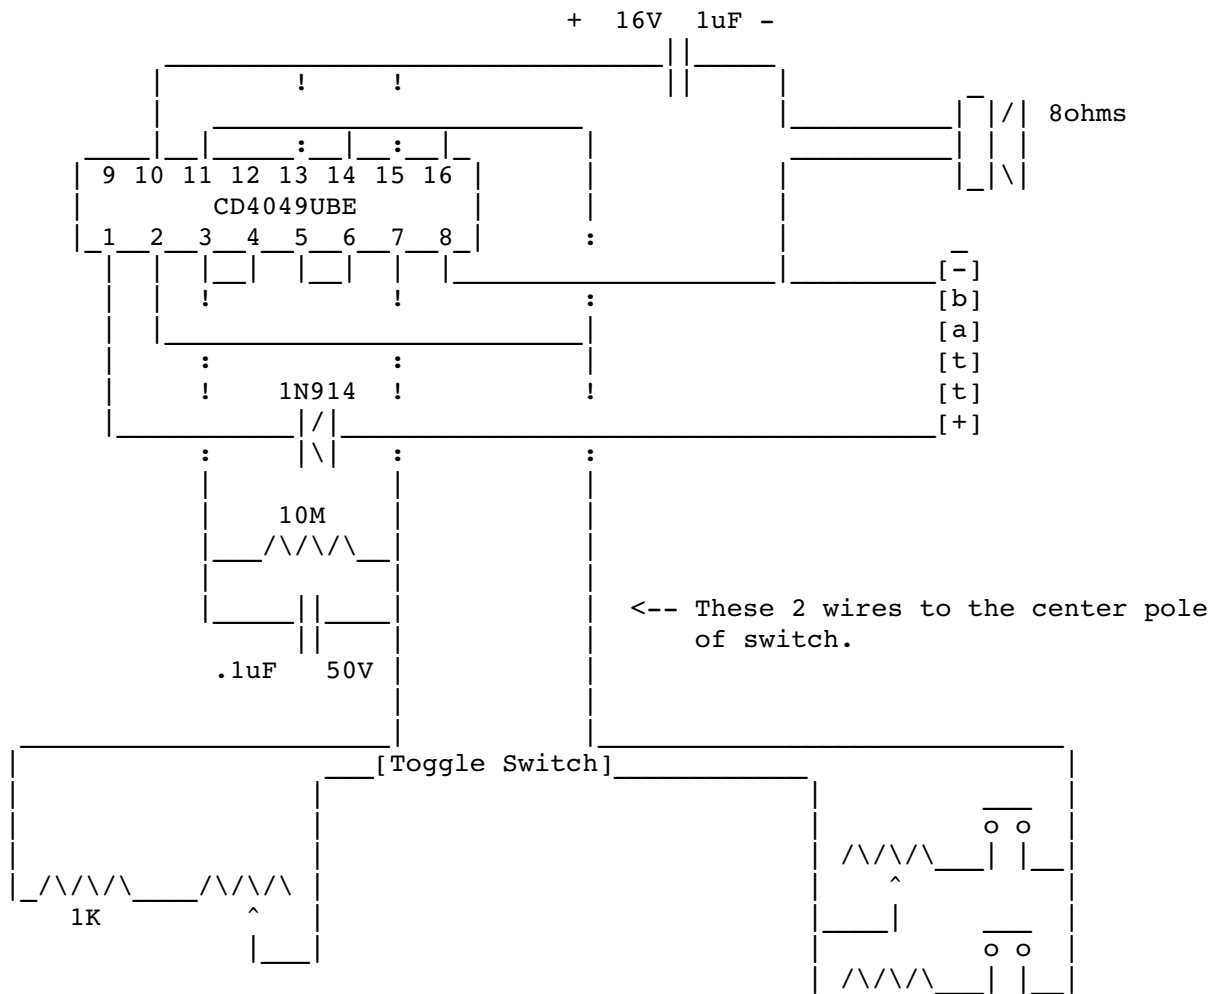 + 16V 1uF -
8ohms
9 10 11 12 13 14 15 16
CD4049UBE
1 2 3 4 5 6 7 8
[-]
[b]
[a]
[t]
[t]
1N914
[+]
10M
<-- These 2 wires to the center pole
of switch.
.1uF 50V
[Toggle Switch]
o o
1K
o o